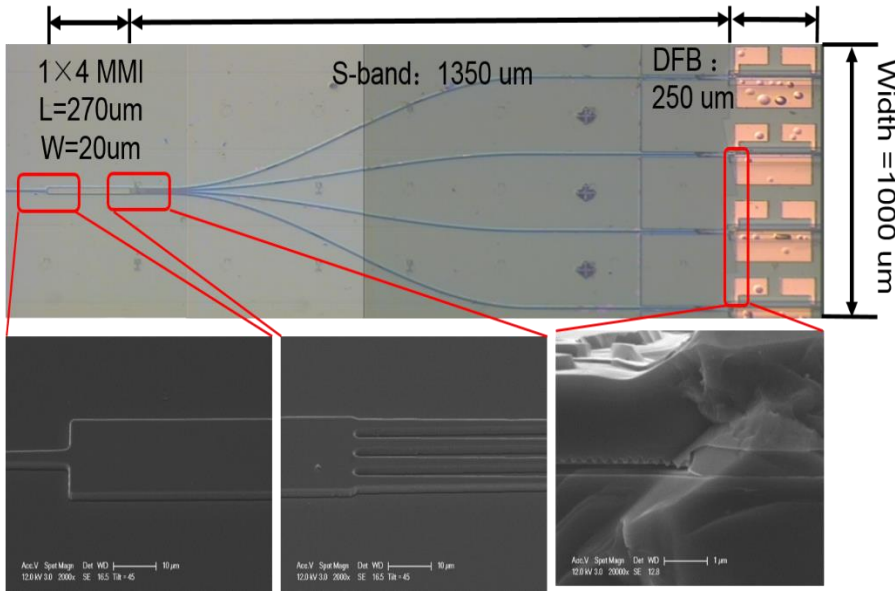 1×4 MMI
L=270um
W=20um
S-band：1350 um
DFB：
250 um
Width =1000 um
Acc.V Spot Magn Det WD 10 µm
12.0 kV 3.0 2000x SE 16.5 Tilt = 45
Acc.V Spot Magn Det WD 10 µm
12.0 kV 3.0 2000x SE 16.5 Tilt = 45
Acc.V Spot Magn Det WD 1 µm
12.0 kV 3.0 20000x SE 12.8